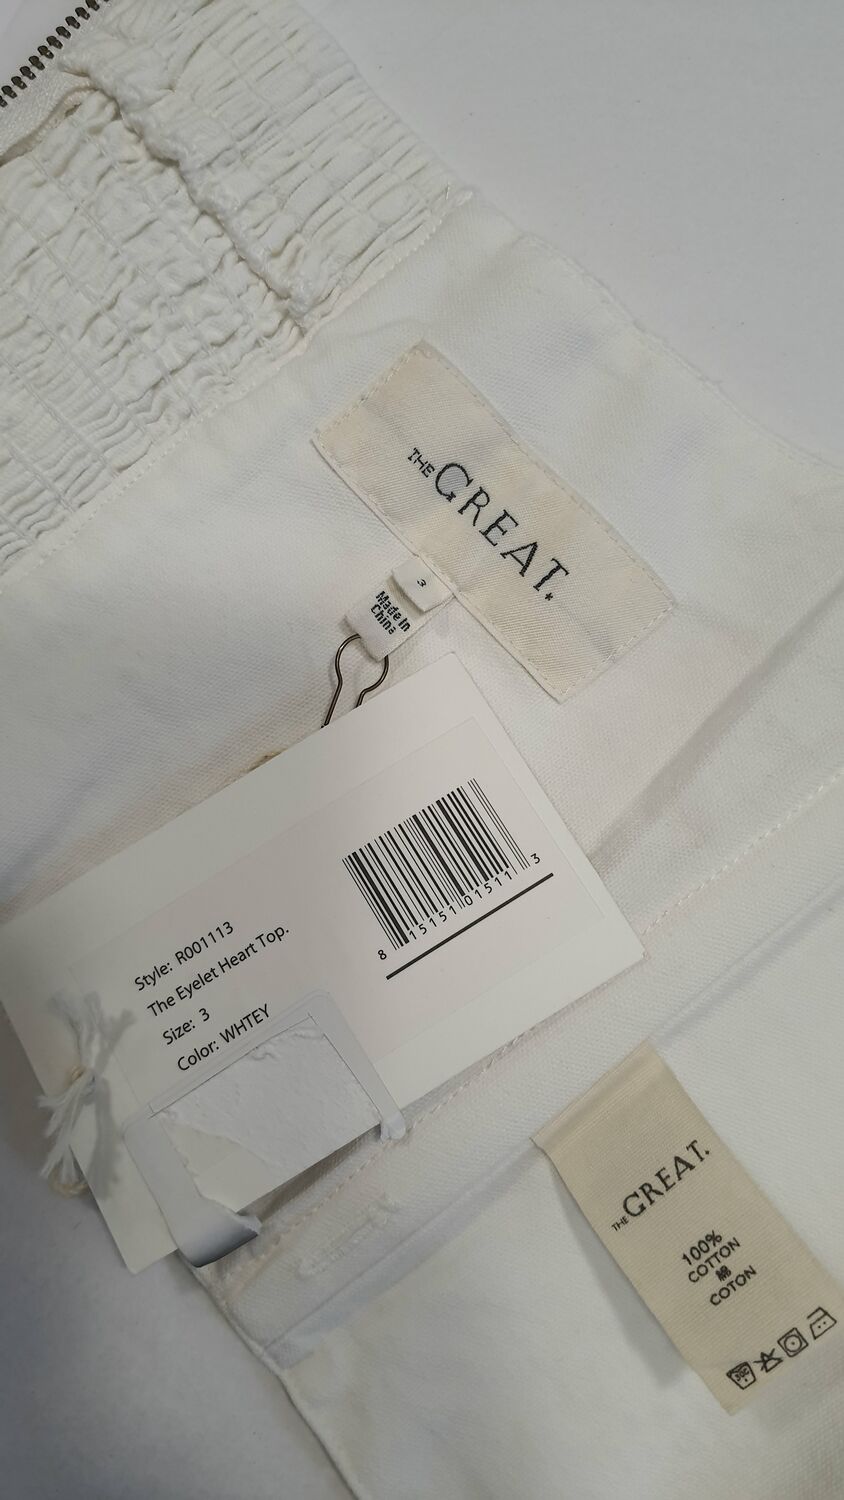 THE GREAT.
3
Made In
China
8 15151 01511 3
Style: R001113
The Eyelet Heart Top.
Size: 3
Color: WHTEY
THE GREAT.
100%
COTTON
綿
COTON